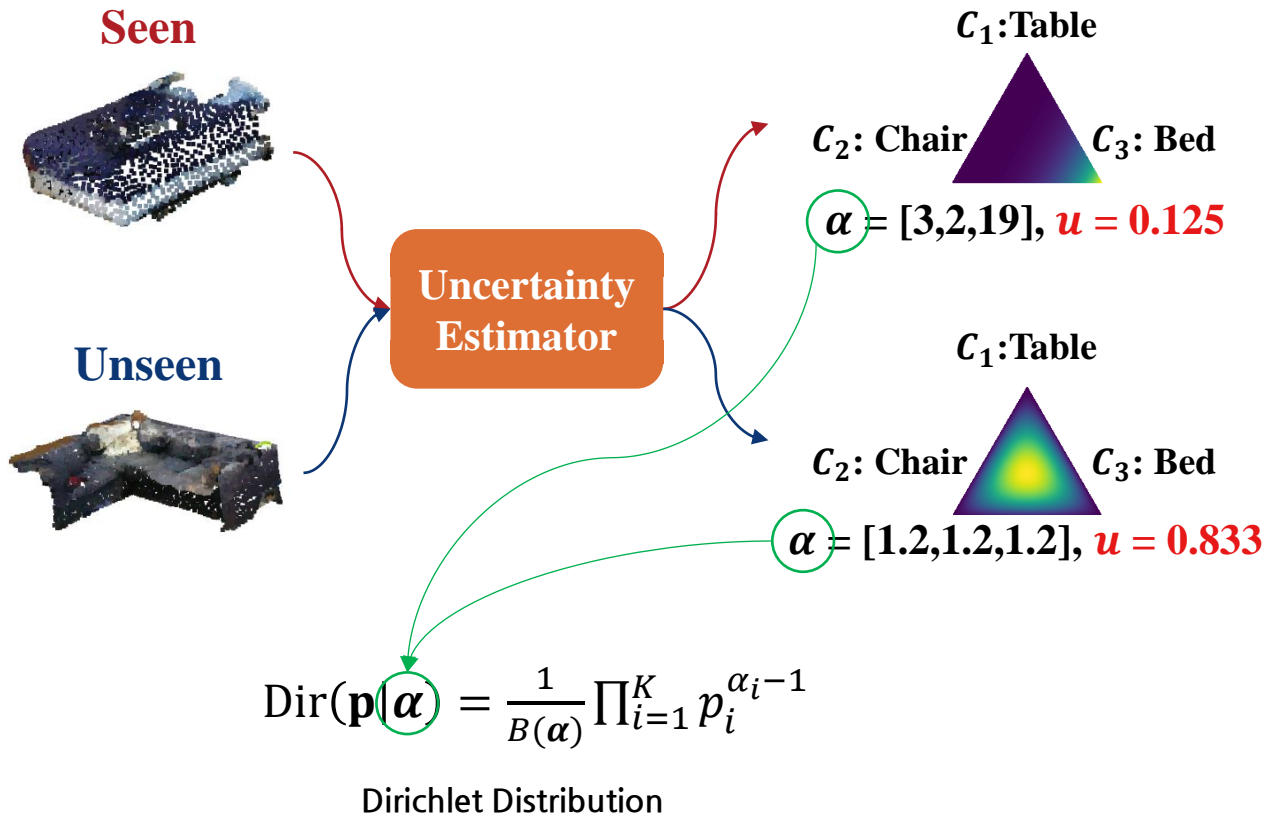 Seen
C₁:Table
C₂: Chair
C₃: Bed
α = [3,2,19], u = 0.125
Uncertainty
Estimator
Unseen
C₁:Table
C₂: Chair
C₃: Bed
α = [1.2,1.2,1.2], u = 0.833
Dir(p|α) = \frac{1}{B(α)} ∏_{i=1}^{K} p_i^{α_i−1}
Dirichlet Distribution